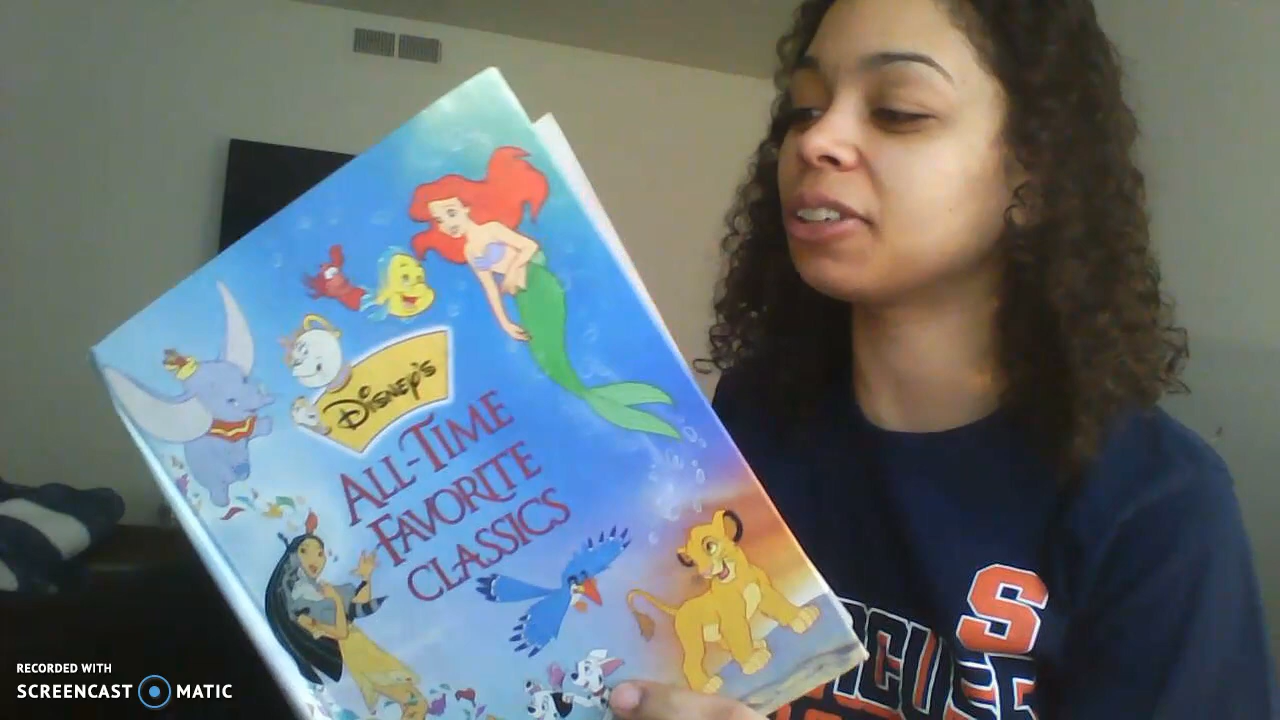 DISNEY'S
ALL-TIME
FAVORITE
CLASSICS
S
RECORDED WITH
SCREENCAST MATIC